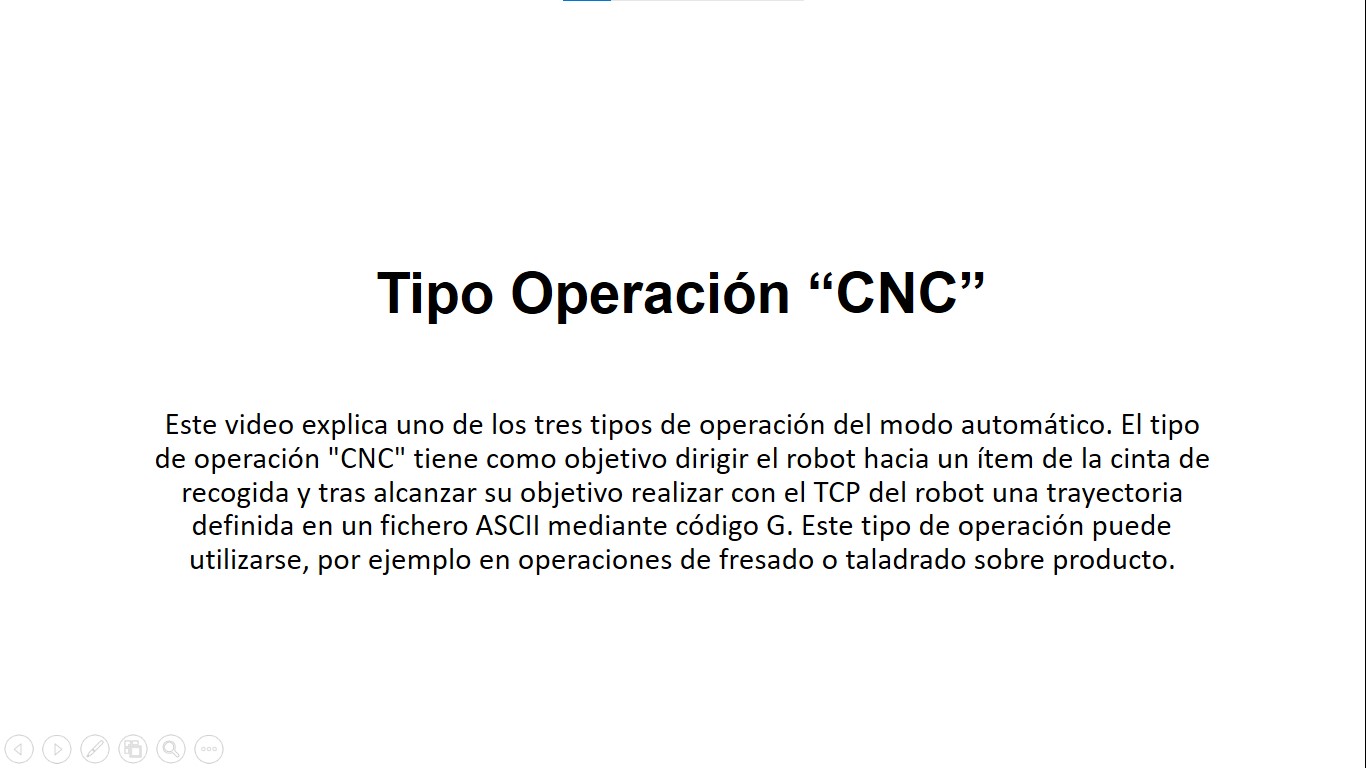 Tipo Operación “CNC”
Este video explica uno de los tres tipos de operación del modo automático. El tipo
de operación "CNC" tiene como objetivo dirigir el robot hacia un ítem de la cinta de
recogida y tras alcanzar su objetivo realizar con el TCP del robot una trayectoria
definida en un fichero ASCII mediante código G. Este tipo de operación puede
utilizarse, por ejemplo en operaciones de fresado o taladrado sobre producto.